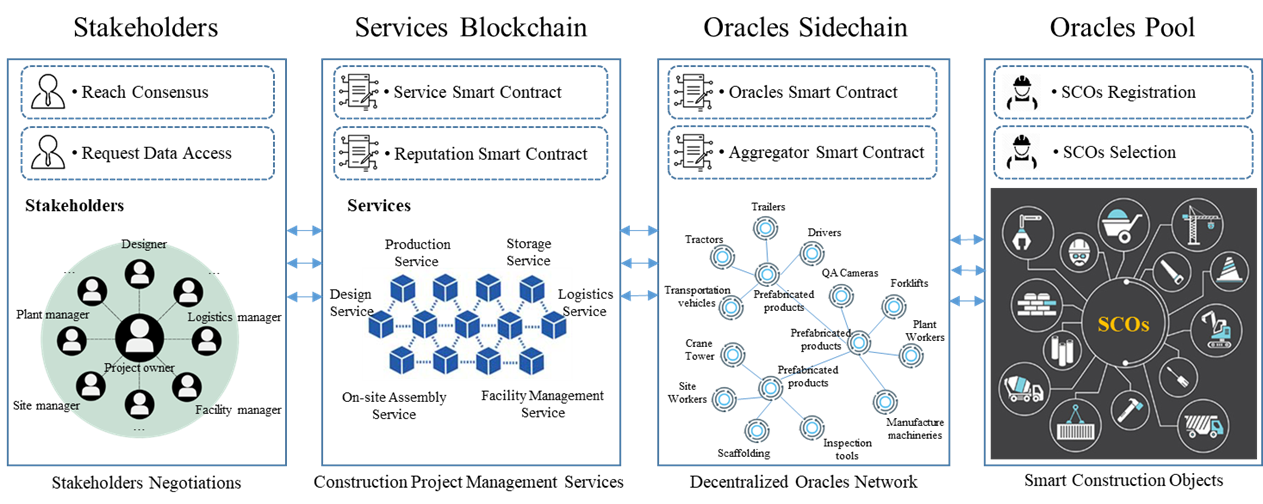 Stakeholders
• Reach Consensus
• Request Data Access
Stakeholders
Designer
...
...
Plant manager
Logistics manager
Project owner
Site manager
Facility manager
...
Stakeholders Negotiations
Services Blockchain
• Service Smart Contract
• Reputation Smart Contract
Services
Production
Service
Storage
Service
Design
Service
Logistics
Service
On-site Assembly
Service
Facility Management
Service
Construction Project Management Services
Oracles Sidechain
• Oracles Smart Contract
• Aggregator Smart Contract
Trailers
Tractors
Drivers
QA Cameras
Transportation
vehicles
Prefabricated
products
Forklifts
Prefabricated
products
Plant
Workers
Crane
Tower
Prefabricated
products
Site
Workers
Manufacture
machineries
Scaffolding
Inspection
tools
Decentralized Oracles Network
Oracles Pool
• SCOs Registration
• SCOs Selection
SCOs
Smart Construction Objects